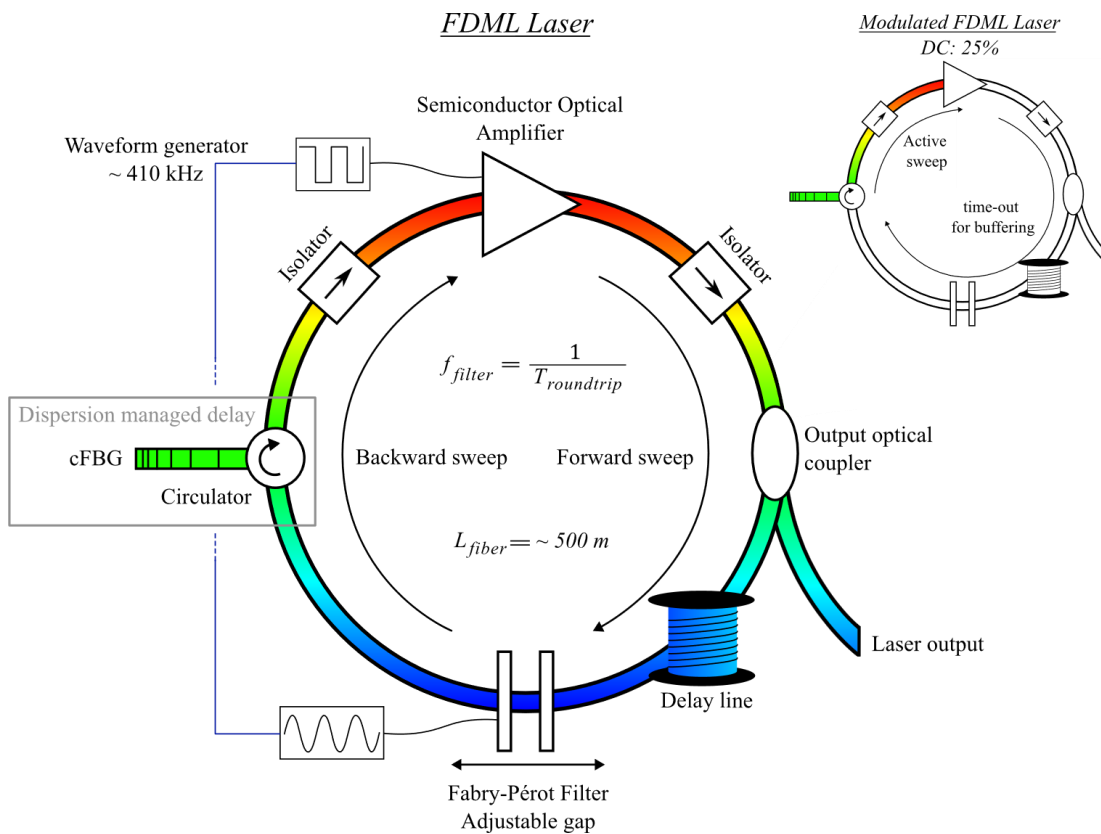 FDML Laser
Modulated FDML Laser
DC: 25%
Semiconductor Optical
Amplifier
Waveform generator
~ 410 kHz
Isolator
Isolator
Active
sweep
time-out
for buffering
f_filter = 1 / T_roundtrip
Dispersion managed delay
cFBG
Circulator
Backward sweep
Forward sweep
Output optical
coupler
L_fiber = ~ 500 m
Laser output
Delay line
Fabry-Pérot Filter
Adjustable gap